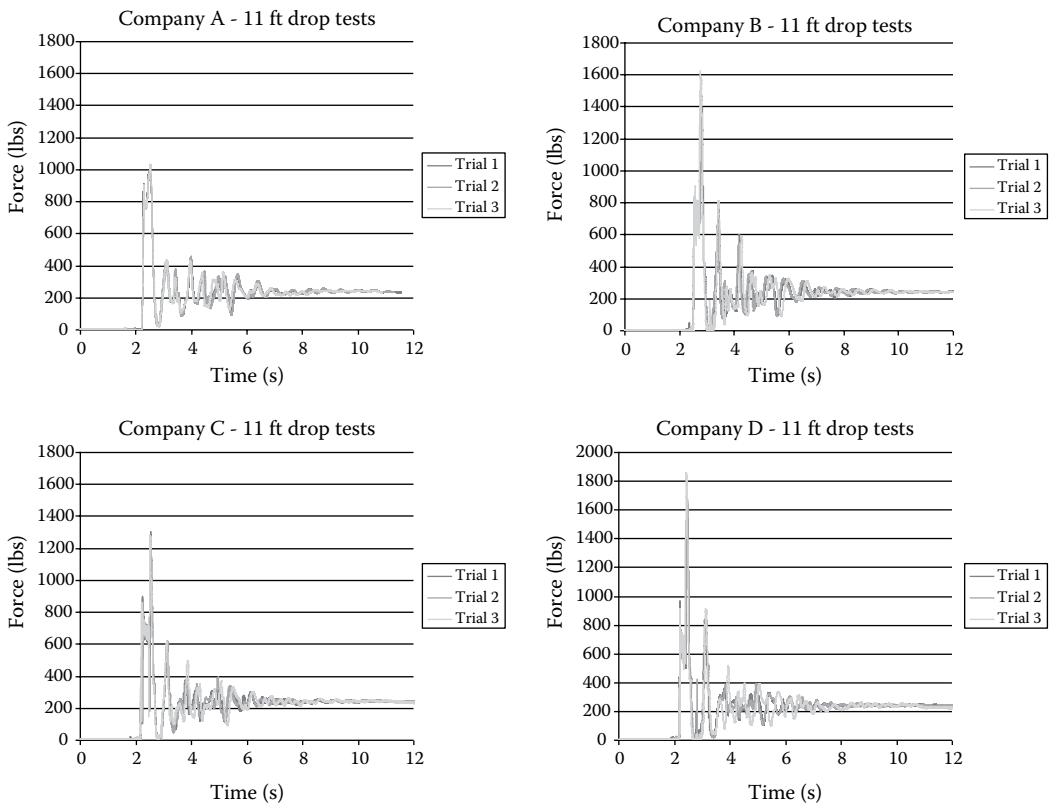 Company A - 11 ft drop tests
Force (lbs)
1800
1600
1400
1200
1000
800
600
400
200
0
0 2 4 6 8 10 12
Time (s)
Trial 1
Trial 2
Trial 3
Company B - 11 ft drop tests
Force (lbs)
1800
1600
1400
1200
1000
800
600
400
200
0
0 2 4 6 8 10 12
Time (s)
Trial 1
Trial 2
Trial 3
Company C - 11 ft drop tests
Force (lbs)
1800
1600
1400
1200
1000
800
600
400
200
0
0 2 4 6 8 10 12
Time (s)
Trial 1
Trial 2
Trial 3
Company D - 11 ft drop tests
Force (lbs)
2000
1800
1600
1400
1200
1000
800
600
400
200
0
0 2 4 6 8 10 12
Time (s)
Trial 1
Trial 2
Trial 3